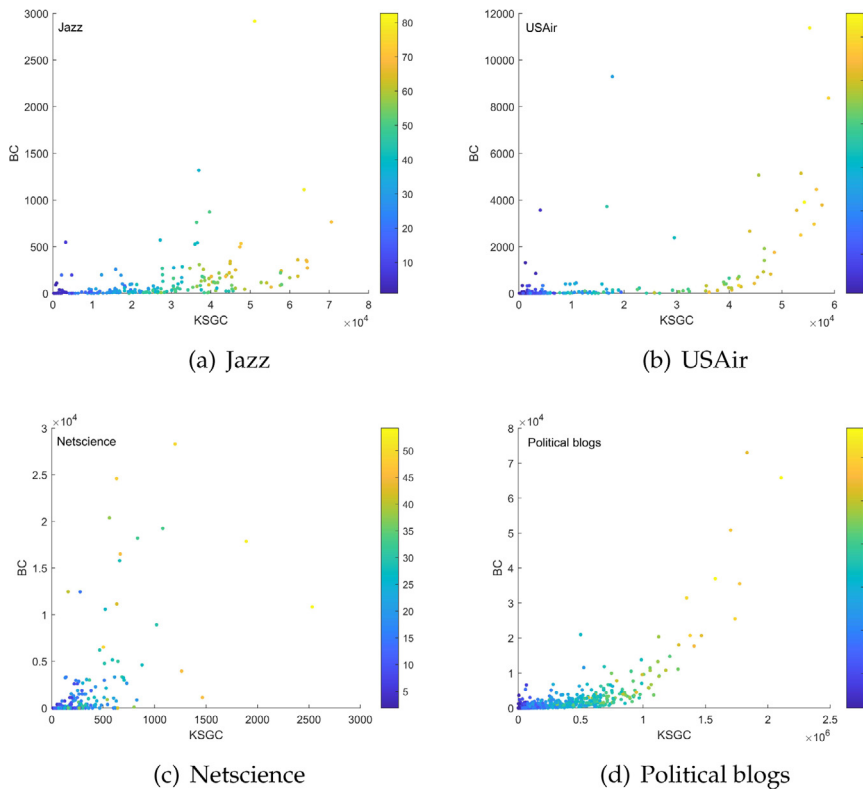 Jazz
BC
3000
2500
2000
1500
1000
500
0
0 1 2 3 4 5 6 7 8
KSGC
×10⁴
80
70
60
50
40
30
20
10
(a) Jazz
USAir
BC
12000
10000
8000
6000
4000
2000
0
0 1 2 3 4 5 6
KSGC
×10⁴
(b) USAir
×10⁴
Netscience
BC
3
2.5
2
1.5
1
0.5
0
0 500 1000 1500 2000 2500 3000
KSGC
50
45
40
35
30
25
20
15
10
5
(c) Netscience
×10⁴
Political blogs
BC
8
7
6
5
4
3
2
1
0
0 0.5 1 1.5 2 2.5
KSGC
×10⁶
(d) Political blogs